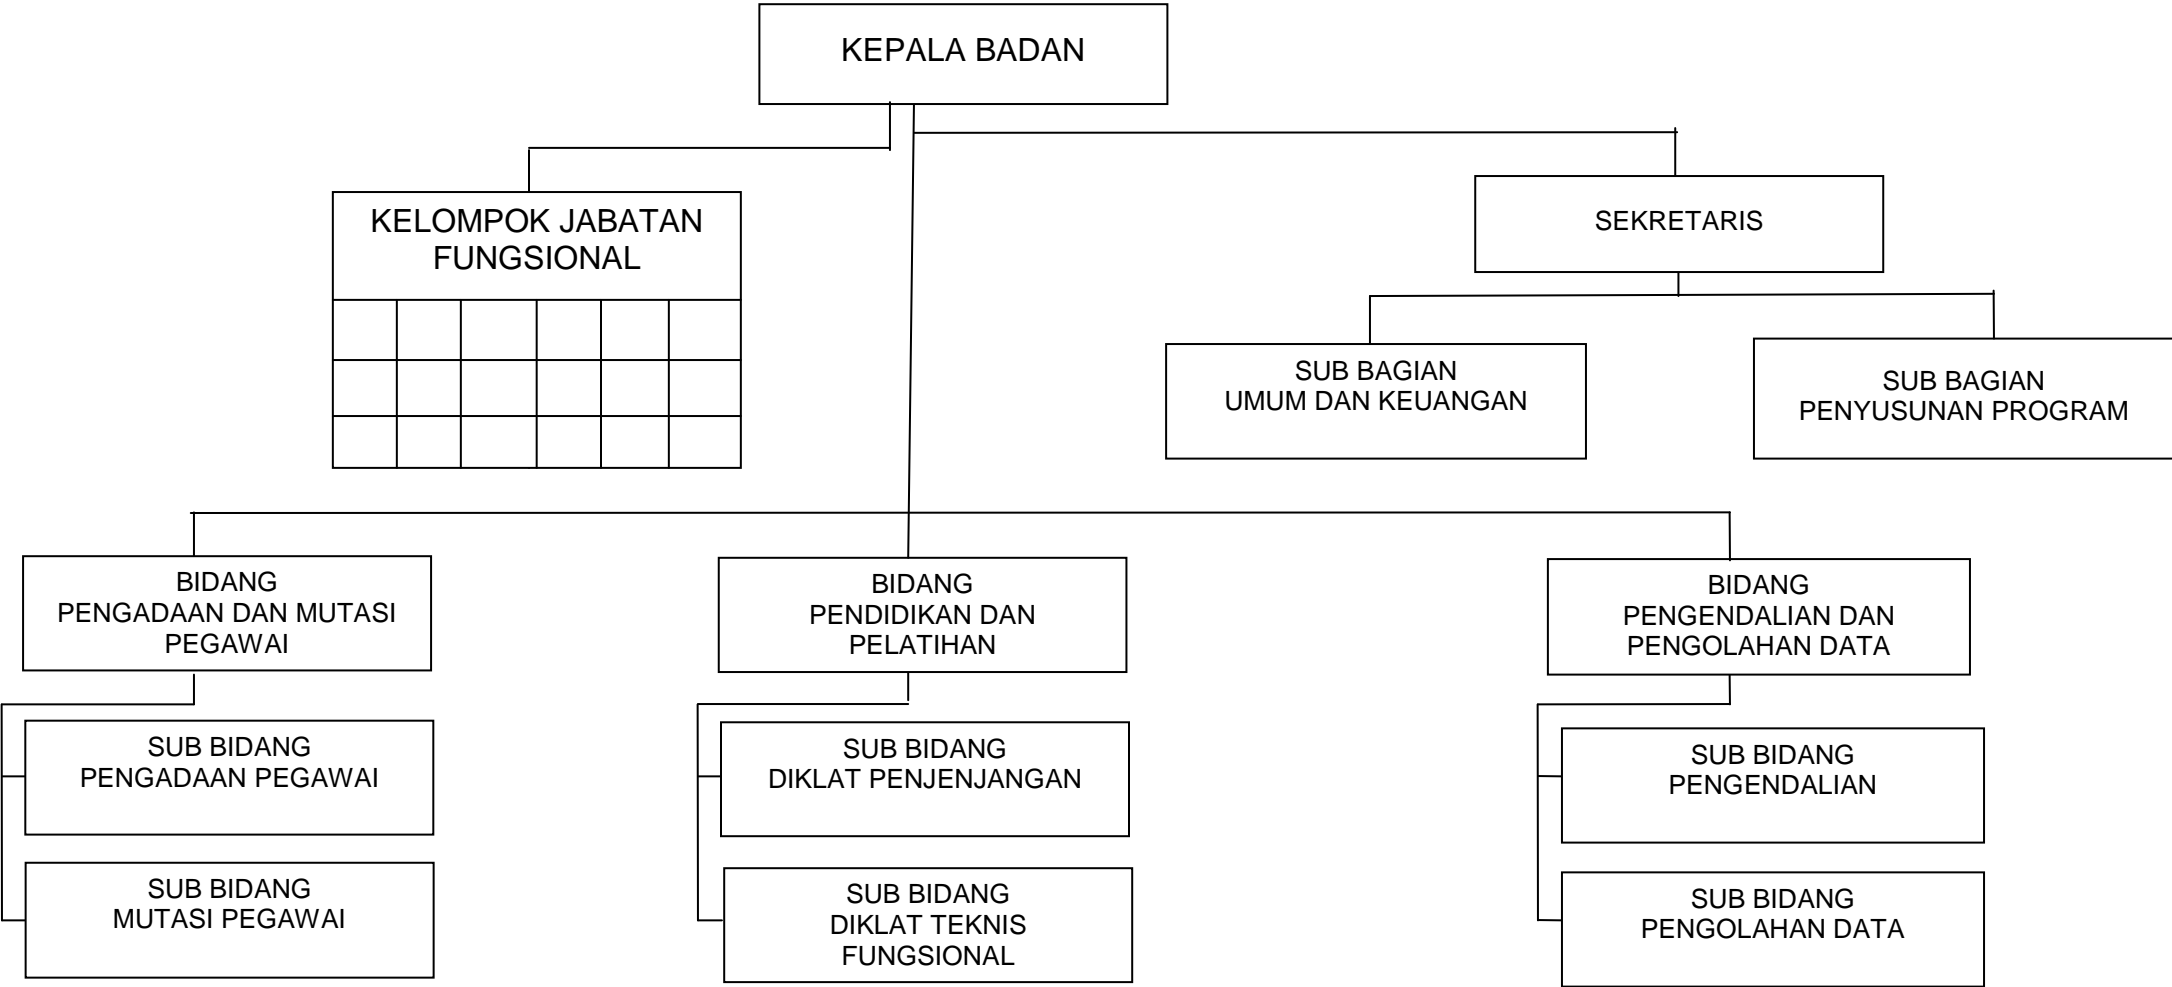 KEPALA BADAN
KELOMPOK JABATAN
FUNGSIONAL
SEKRETARIS
SUB BAGIAN
UMUM DAN KEUANGAN
SUB BAGIAN
PENYUSUNAN PROGRAM
BIDANG
PENGADAAN DAN MUTASI
PEGAWAI
BIDANG
PENDIDIKAN DAN
PELATIHAN
BIDANG
PENGENDALIAN DAN
PENGOLAHAN DATA
SUB BIDANG
PENGADAAN PEGAWAI
SUB BIDANG
DIKLAT PENJENJANGAN
SUB BIDANG
PENGENDALIAN
SUB BIDANG
MUTASI PEGAWAI
SUB BIDANG
DIKLAT TEKNIS
FUNGSIONAL
SUB BIDANG
PENGOLAHAN DATA